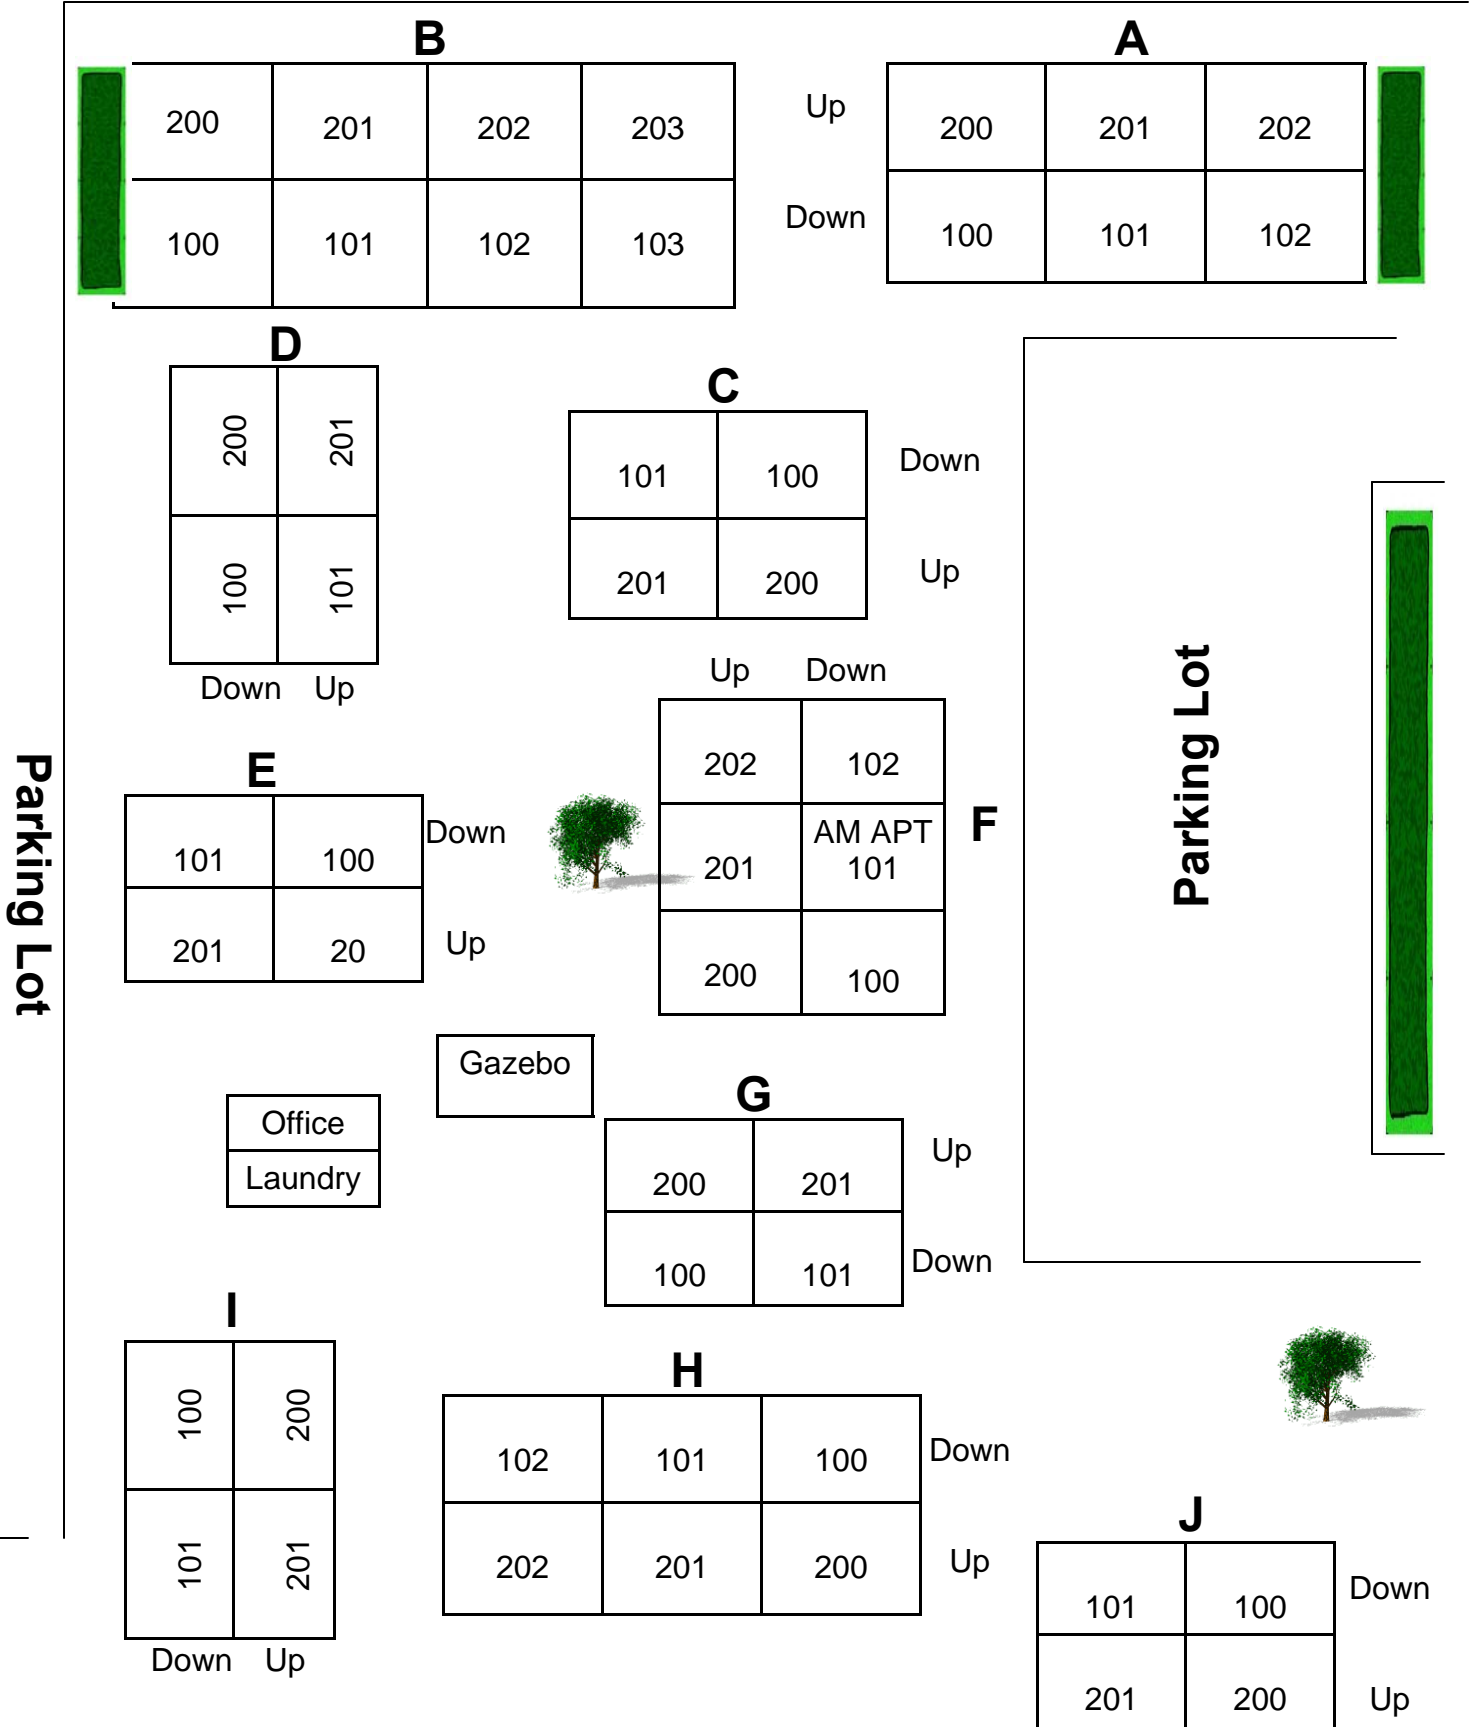 B
A
200 201 202 203
Up
200 201 202
Down
100 101 102 103
100 101 102
D
C
200 201
101 100
Down
100 101
201 200
Up
Down Up
Up Down
Parking Lot
Parking Lot
E
202 102
101 100
Down
AM APT
201 101
F
201 20
Up
200 100
Gazebo
Office
Laundry
G
200 201
Up
100 101
Down
I
H
100 200
102 101 100
Down
101 201
202 201 200
Up
Down Up
J
101 100
Down
201 200
Up